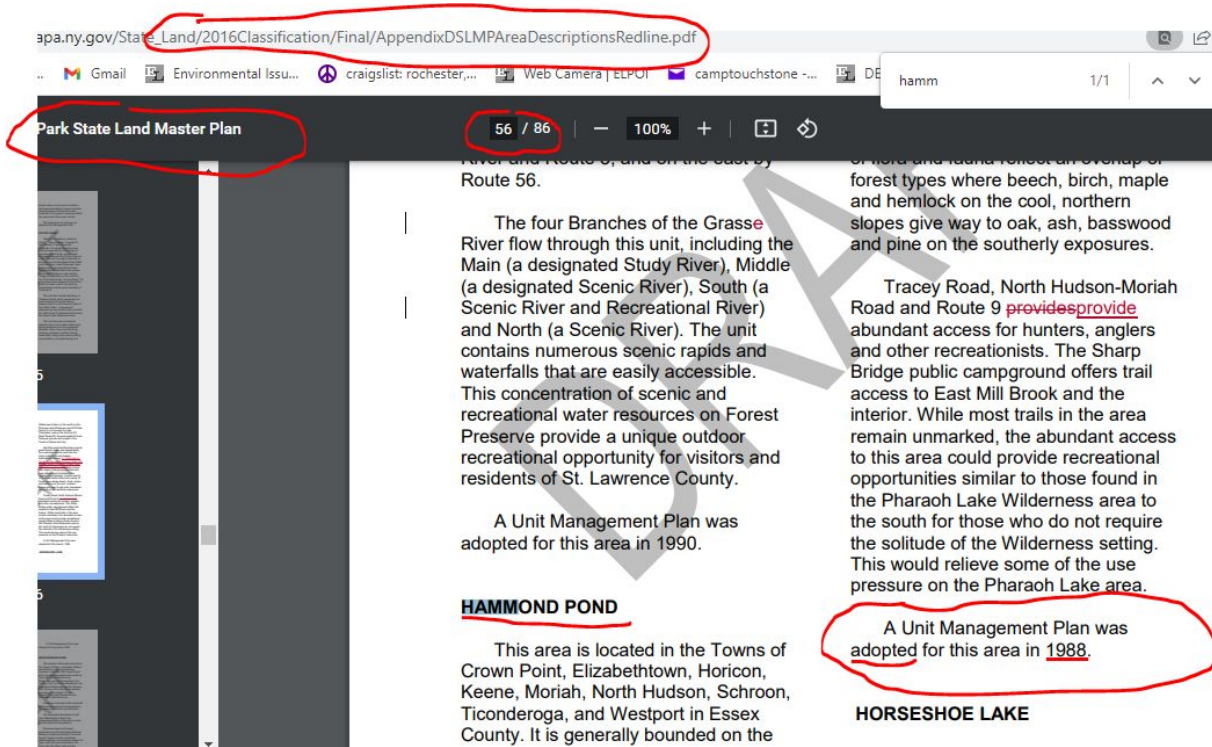 apa.ny.gov/State_Land/2016Classification/Final/AppendixDSLMPAreaDescriptionsRedline.pdf
... Gmail Environmental Issu... craigslist: rochester,... Web Camera | ELPOI camptouchstone -... DE
hamm 1/1
Park State Land Master Plan
56 / 86
100%
Route 56.
The four Branches of the Grasse
River flow through this unit, including the
Main (a designated Study River), Middle
(a designated Scenic River), South (a
Scenic River and Recreational River)
and North (a Scenic River). The unit
contains numerous scenic rapids and
waterfalls that are easily accessible.
This concentration of scenic and
recreational water resources on Forest
Preserve provide a unique outdoor
recreational opportunity for visitors and
residents of St. Lawrence County.
A Unit Management Plan was
adopted for this area in 1990.
HAMMOND POND
This area is located in the Towns of
Crown Point, Elizabethtown, Horicon,
Keene, Moriah, North Hudson, Schroon,
Ticonderoga, and Westport in Essex
County. It is generally bounded on the
of flora and fauna reflect an overlap of
forest types where beech, birch, maple
and hemlock on the cool, northern
slopes give way to oak, ash, basswood
and pine on the southerly exposures.
Tracey Road, North Hudson-Moriah
Road and Route 9 providesprovide
abundant access for hunters, anglers
and other recreationists. The Sharp
Bridge public campground offers trail
access to East Mill Brook and the
interior. While most trails in the area
remain unmarked, the abundant access
to this area could provide recreational
opportunities similar to those found in
the Pharaoh Lake Wilderness area to
the south for those who do not require
the solitude of the Wilderness setting.
This would relieve some of the use
pressure on the Pharaoh Lake area.
A Unit Management Plan was
adopted for this area in 1988.
HORSESHOE LAKE
DRAF